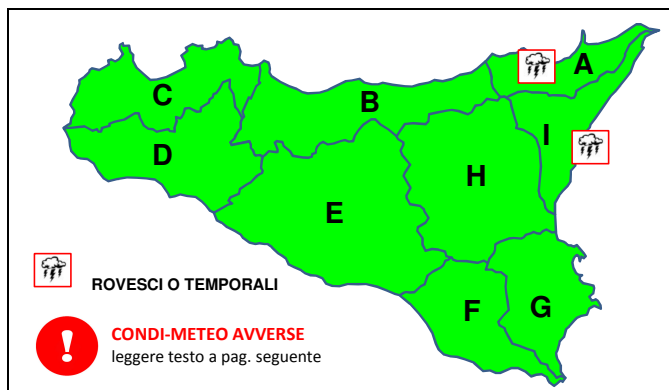 A
C
B
I
D
H
E
ROVESCI O TEMPORALI
F
G
! CONDI-METEO AVVERSE
leggere testo a pag. seguente